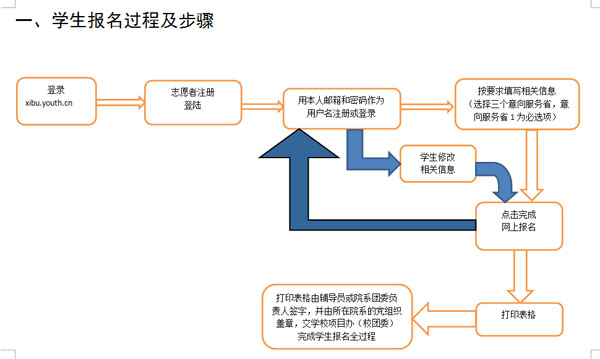 一、学生报名过程及步骤
登录
xibu.youth.cn
志愿者注册
登陆
用本人邮箱和密码作为
用户名注册或登录
按要求填写相关信息
（选择三个意向服务省，意
向服务省 1 为必选项）
学生修改
相关信息
点击完成
网上报名
打印表格
打印表格由辅导员或院系团委负
责人签字，并由所在院系的党组织
盖章，交学校项目办（校团委）
完成学生报名全过程